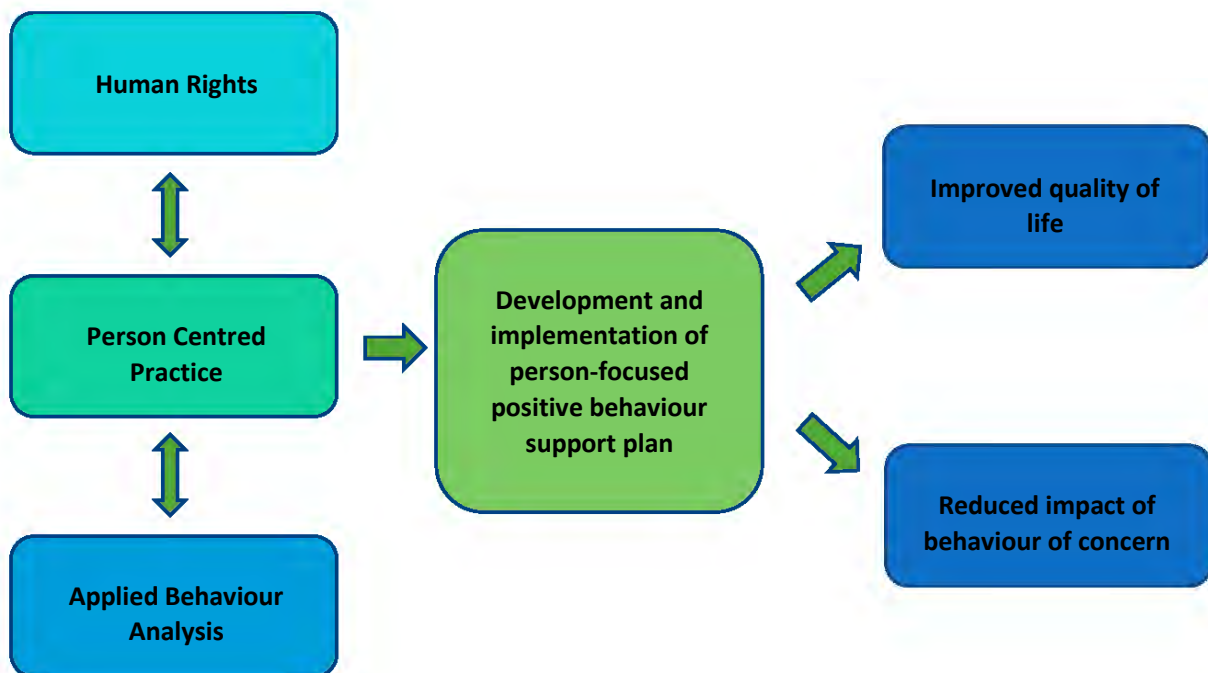 Human Rights
Person Centred
Practice
Applied Behaviour
Analysis
Development and
implementation of
person-focused
positive behaviour
support plan
Improved quality of
life
Reduced impact of
behaviour of concern